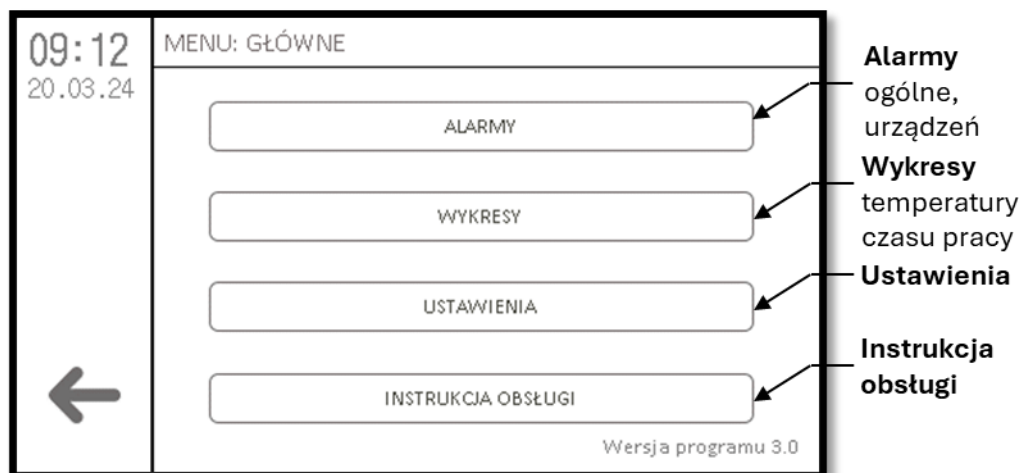 09:12
20.03.24
MENU: GŁÓWNE
ALARMY
WYKRESY
USTAWIENIA
INSTRUKCJA OBSŁUGI
Wersja programu 3.0
Alarmy
ogólne,
urządzeń
Wykresy
temperatury
czasu pracy
Ustawienia
Instrukcja
obsługi